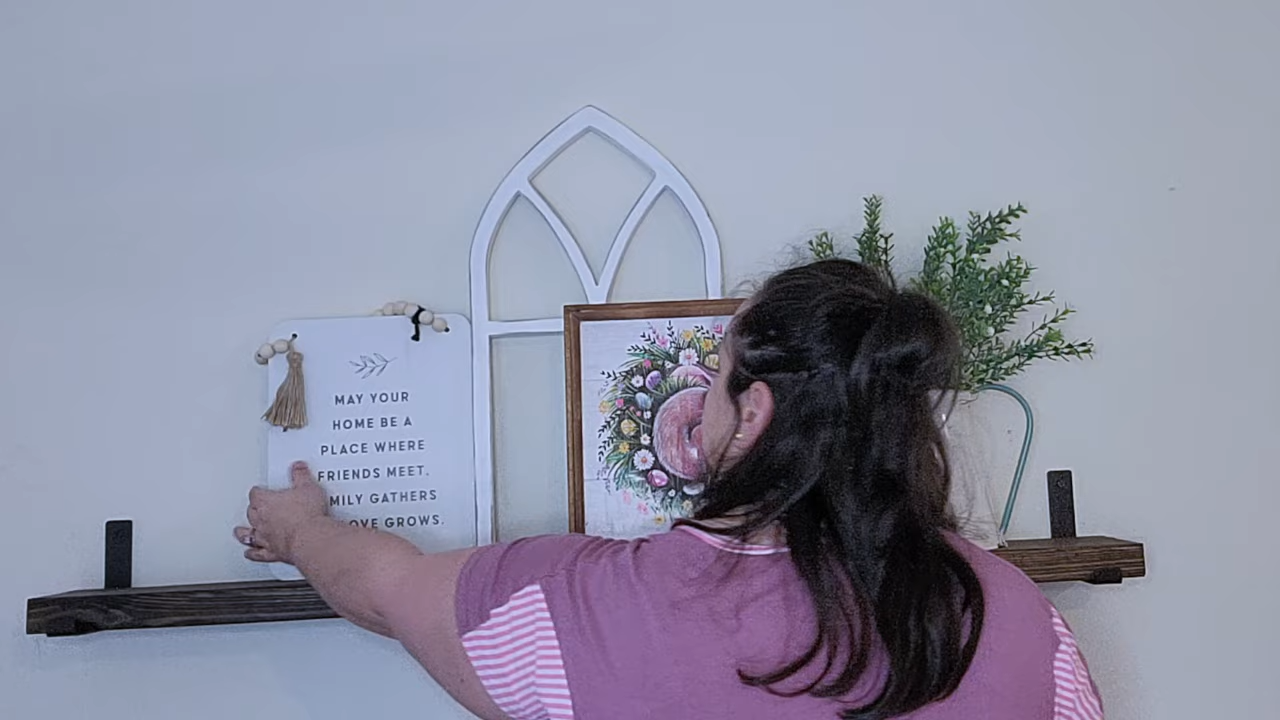 MAY YOUR
HOME BE A
PLACE WHERE
FRIENDS MEET,
MILY GATHERS
OVE GROWS.